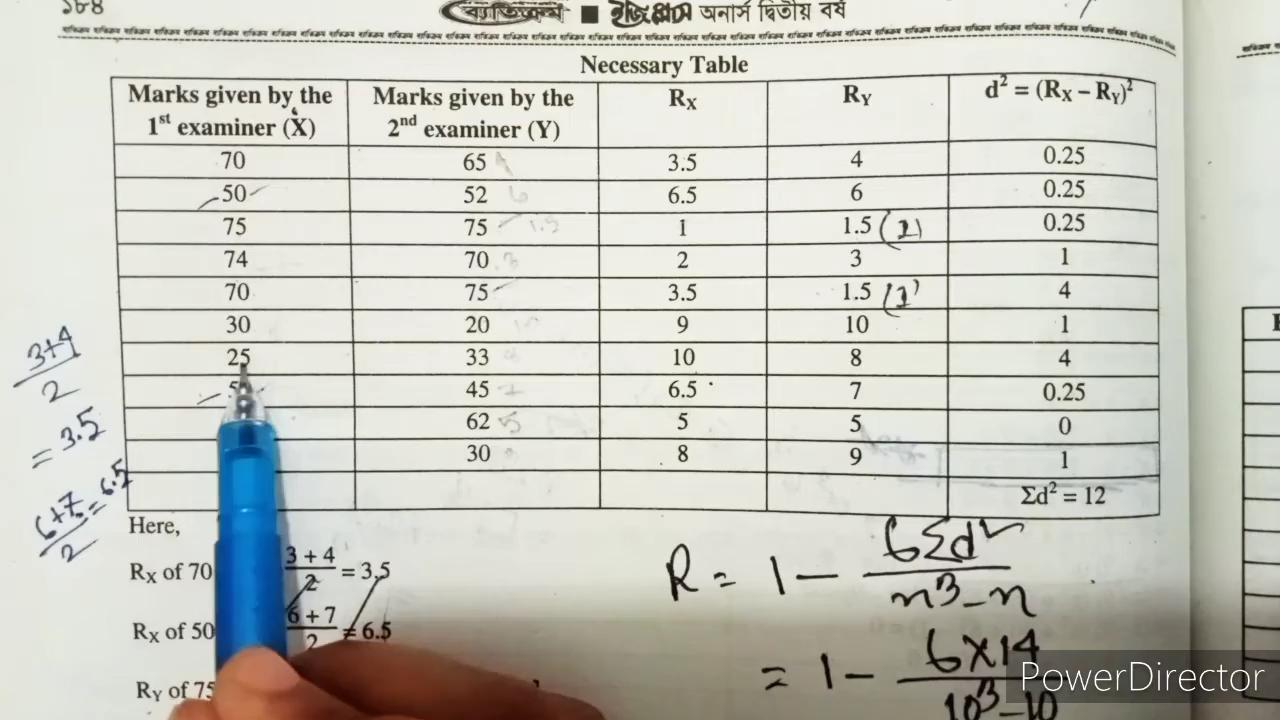 ১৮৪
ব্যতিক্রম ■ অনার্স দ্বিতীয় বর্ষ
Necessary Table
Marks given by the 1st examiner (X) Marks given by the 2nd examiner (Y) RX RY d² = (RX – RY)²
70 65 3.5 4 0.25
50 52 6 6.5 6 0.25
75 75 1.5 1 1.5 (1) 0.25
74 70 3 2 3 1
70 75 3.5 1.5 4
30 20 9 10 1
25 33 10 8 4
45 6.5 7 0.25
62 5 5 5 0
30 8 9 1
Σd² = 12
3+4
2
= 3.5
6+7 = 6.5
2
Here,
RX of 70 3 + 4 = 3.5
2
RX of 50 6 + 7 = 6.5
2
RY of 75
R = 1 – 6Σd²
n³ – n
= 1 – 6×14
10³ – 10
PowerDirector